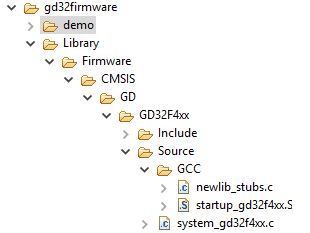 gd32firmware
demo
Library
Firmware
CMSIS
GD
GD32F4xx
Include
Source
GCC
newlib_stubs.c
startup_gd32f4xx.S
system_gd32f4xx.c